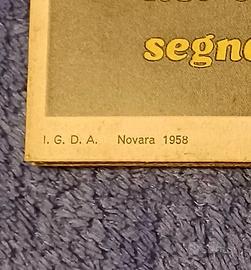 segn
I. G. D. A. Novara 1958